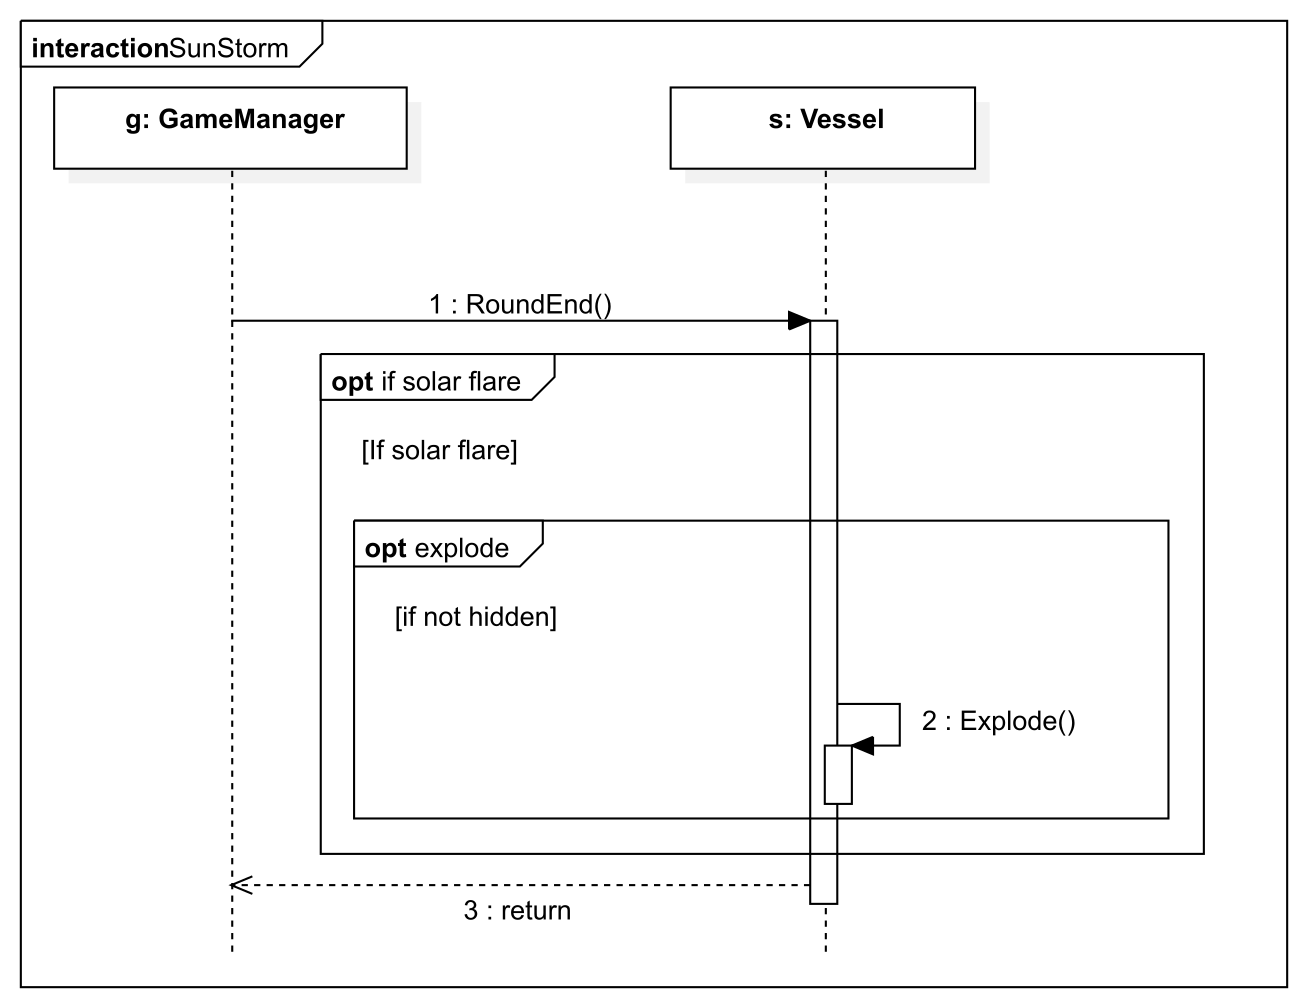 interactionSunStorm
g: GameManager
s: Vessel
1 : RoundEnd()
opt if solar flare
[If solar flare]
opt explode
[if not hidden]
2 : Explode()
3 : return